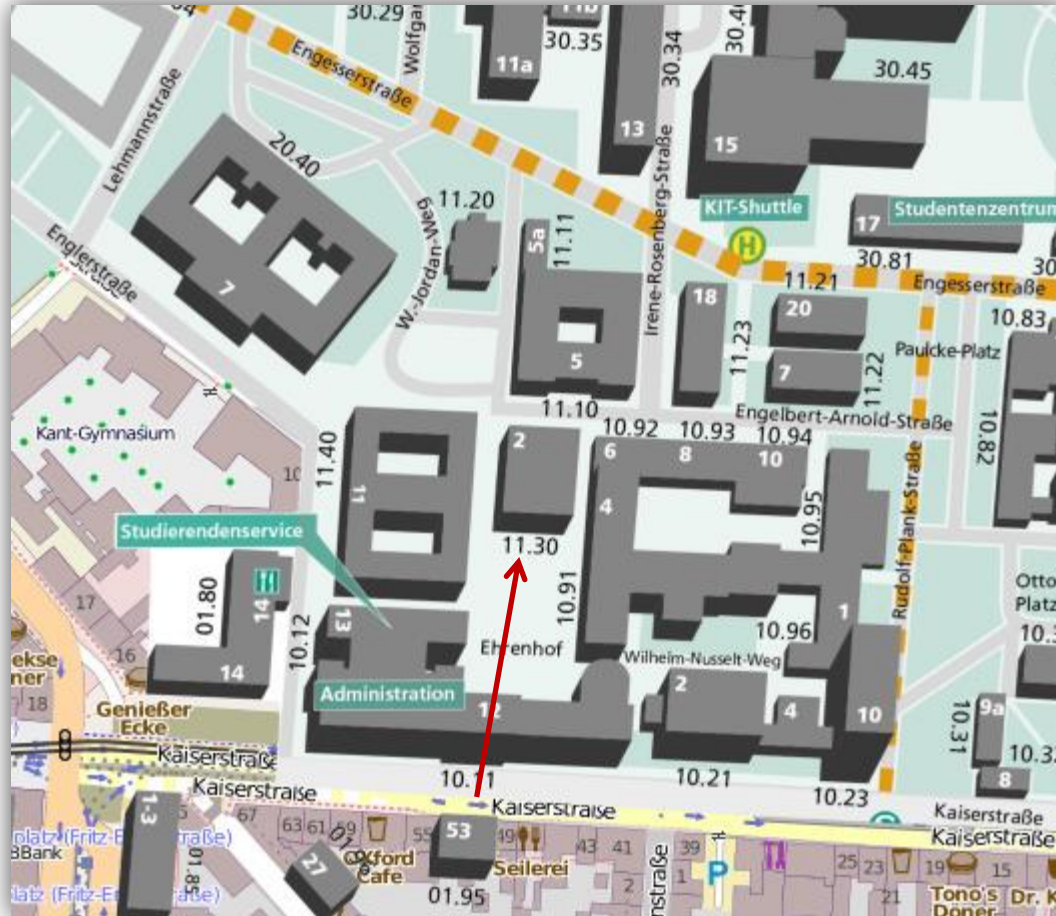 30.29
11b
30.35
11a
Engesserstraße
30.34
13
15
30.45
Lehmannstraße
20.40
7
Englerstraße
11.20
W.-Jordan-Weg
5a
11.11
5
11.10
Irene-Rosenberg-Straße
KIT-Shuttle
H
17
Studentenzentrum
30.81
11.21
Engesserstraße
18
11.23
20
7
11.22
10.83
Paulcke-Platz
10.82
Engelbert-Arnold-Straße
Kant-Gymnasium
11.40
11
2
11.30
10.92
10.93
10.94
6
8
10
4
10.95
10.91
Rudolf-Plank-Straße
Studierendenservice
01.80
14
14
10.12
13
Administration
12
Ehrenhof
10.96
1
Wilhelm-Nusselt-Weg
2
4
10
17
16
18
Genießer
Ecke
9a
10.31
8
Kaiserstraße
10.11
10.21
10.23
Kaiserstraße
Kaiserstraße
Kaiserstraße
Kaiserstraße
67
63
61
59
53
49
43
41
39
25
23
19
15
27
01.85
Oxford
Cafe
Seilerei
01.95
2
1
P
21
Tono's
Döner